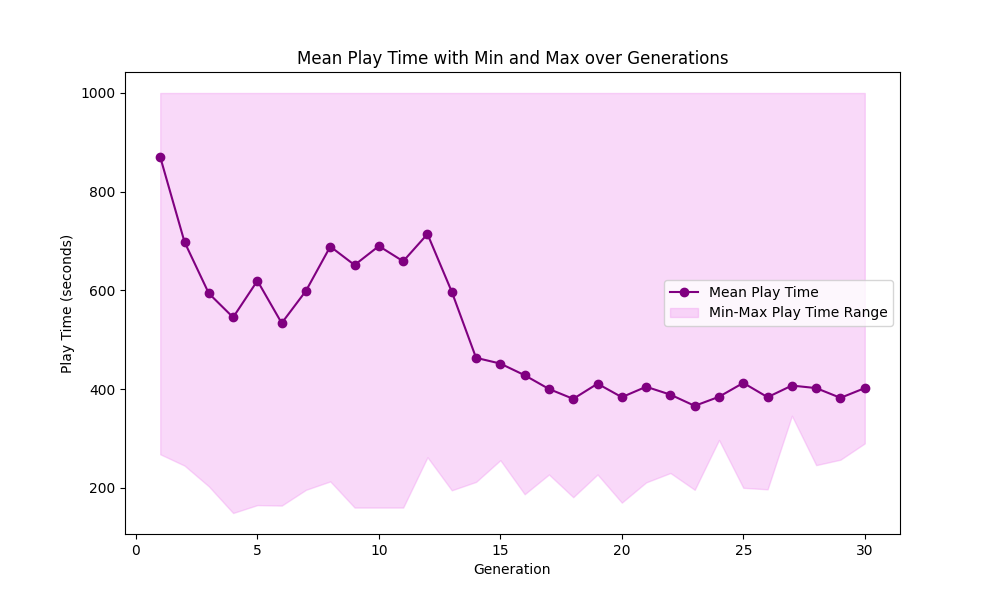 Mean Play Time with Min and Max over Generations
1000
800
600
400
200
Play Time (seconds)
Mean Play Time
Min-Max Play Time Range
0 5 10 15 20 25 30
Generation